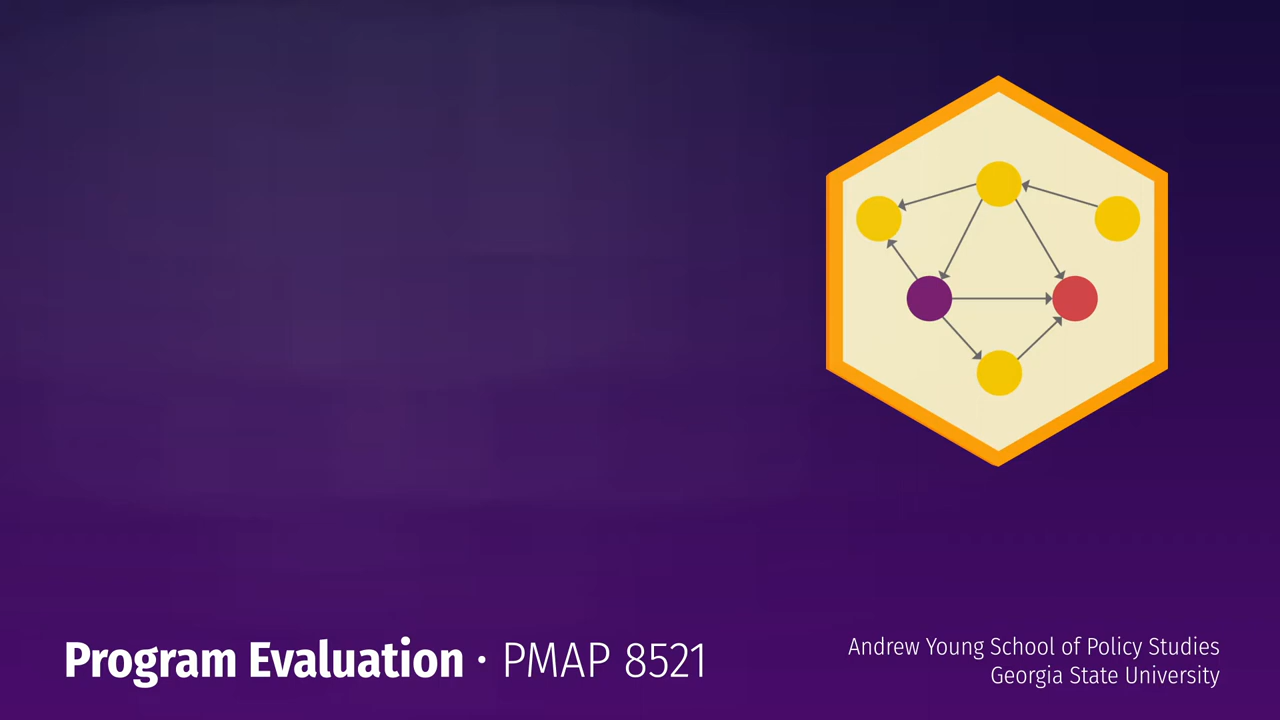 Program Evaluation · PMAP 8521
Andrew Young School of Policy Studies
Georgia State University